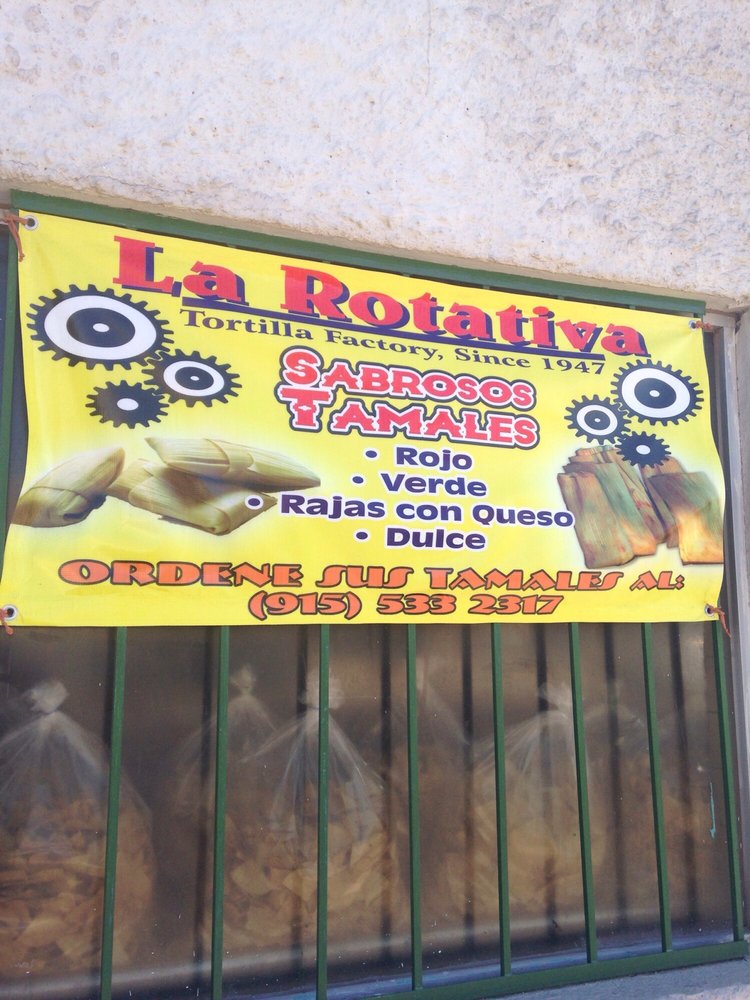 La Rotativa
Tortilla Factory, Since 1947
SABROSOS
TAMALES
• Rojo
• Verde
• Rajas con Queso
• Dulce
ORDENE SUS TAMALES AL:
(915) 533 2317